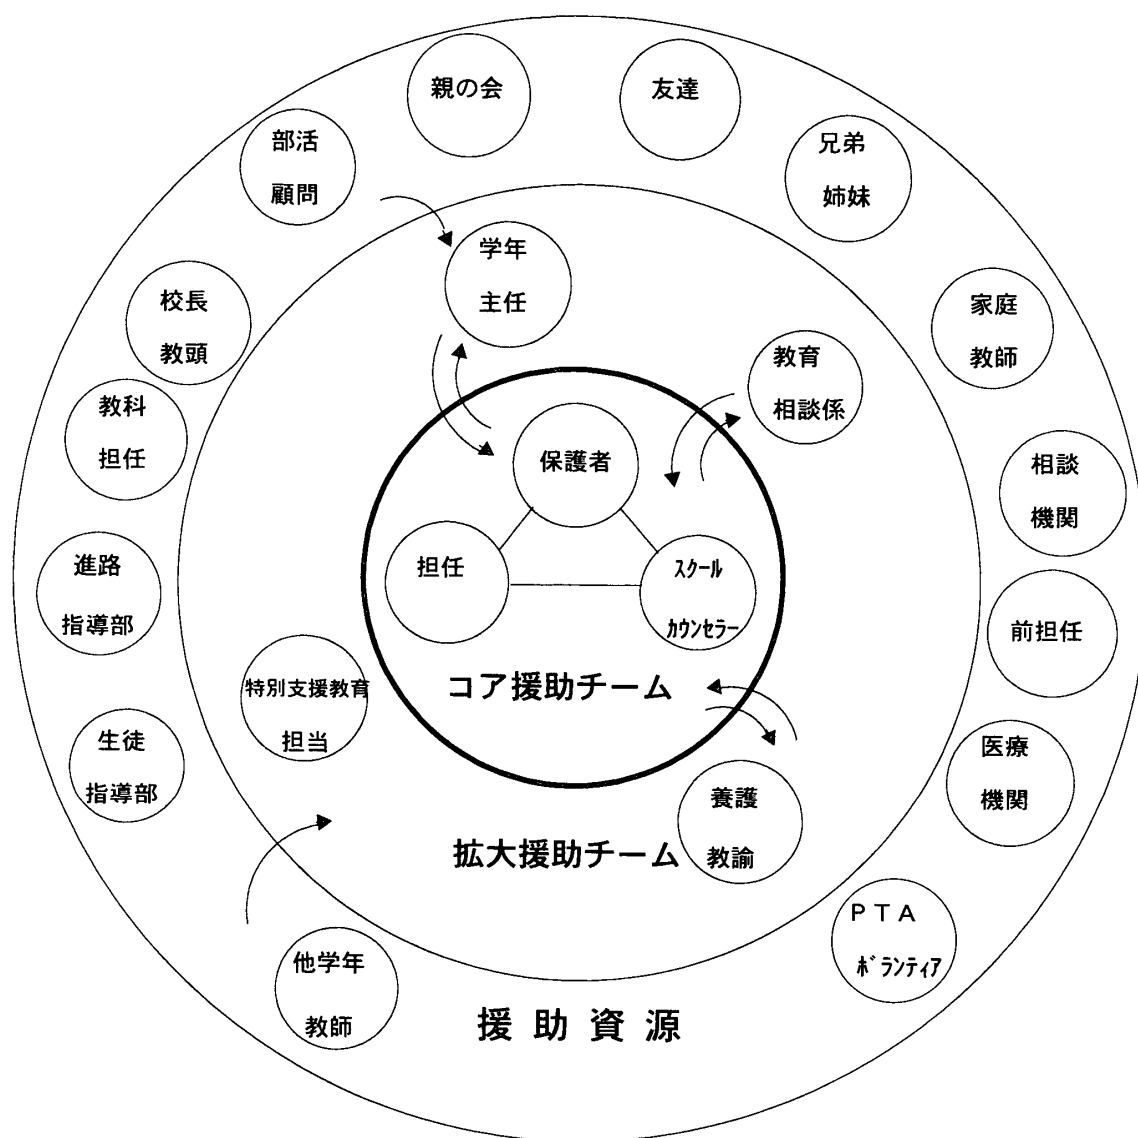 親の会
友達
部活
顧問
兄弟
姉妹
学年
主任
校長
教頭
家庭
教師
教育
相談係
教科
担任
保護者
相談
機関
担任
スクール
カウンセラー
進路
指導部
前担任
コア援助チーム
特別支援教育
担当
生徒
指導部
医療
機関
養護
教諭
拡大援助チーム
PTA
ボランティア
他学年
教師
援助資源